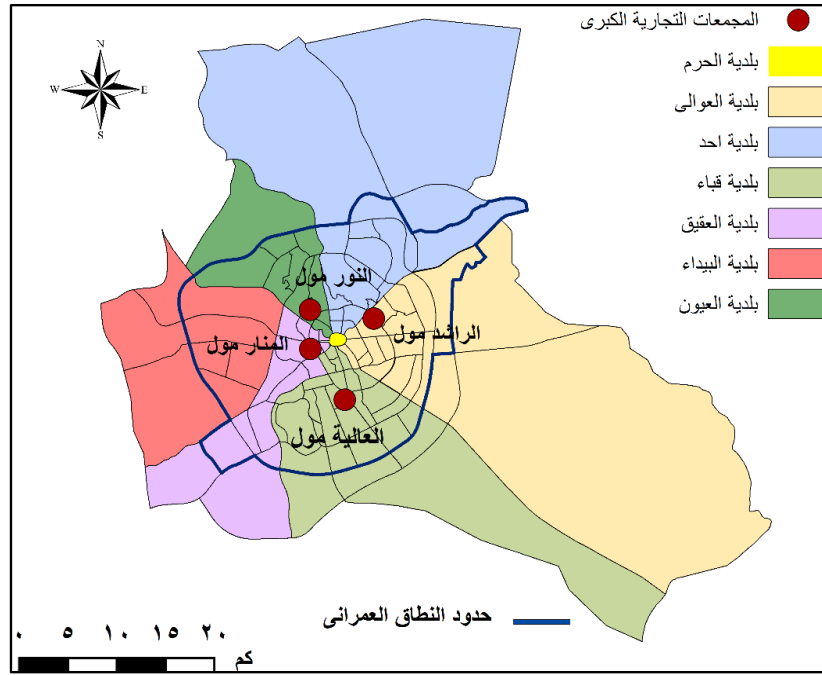 المجمعات التجارية الكبرى
بلدية الحرم
بلدية العوالى
بلدية احد
بلدية قباء
بلدية العقيق
بلدية البيداء
بلدية العيون
N
W E
S
النور مول
الراشد مول
المنار مول
العالية مول
حدود النطاق العمرانى
٠ ٥ ١٠ ١٥ ٢٠
كم